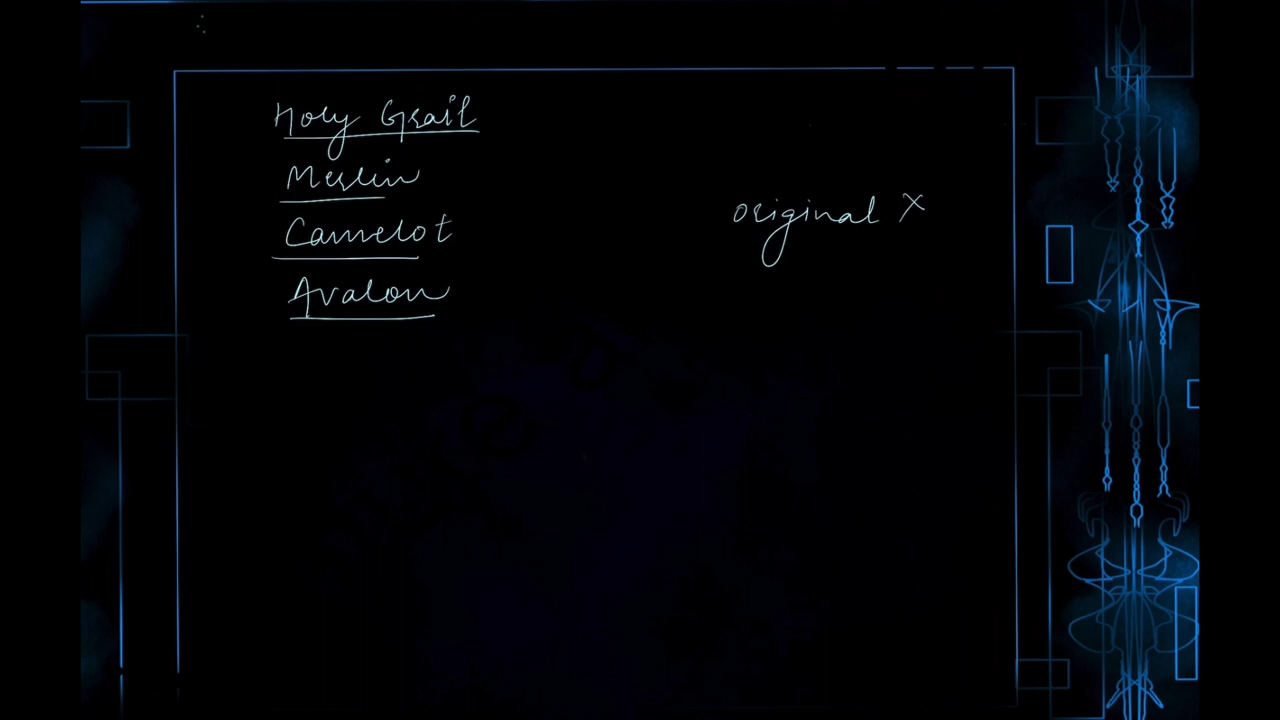 Holy Grail
Merlin
Camelot
Avalon
original X